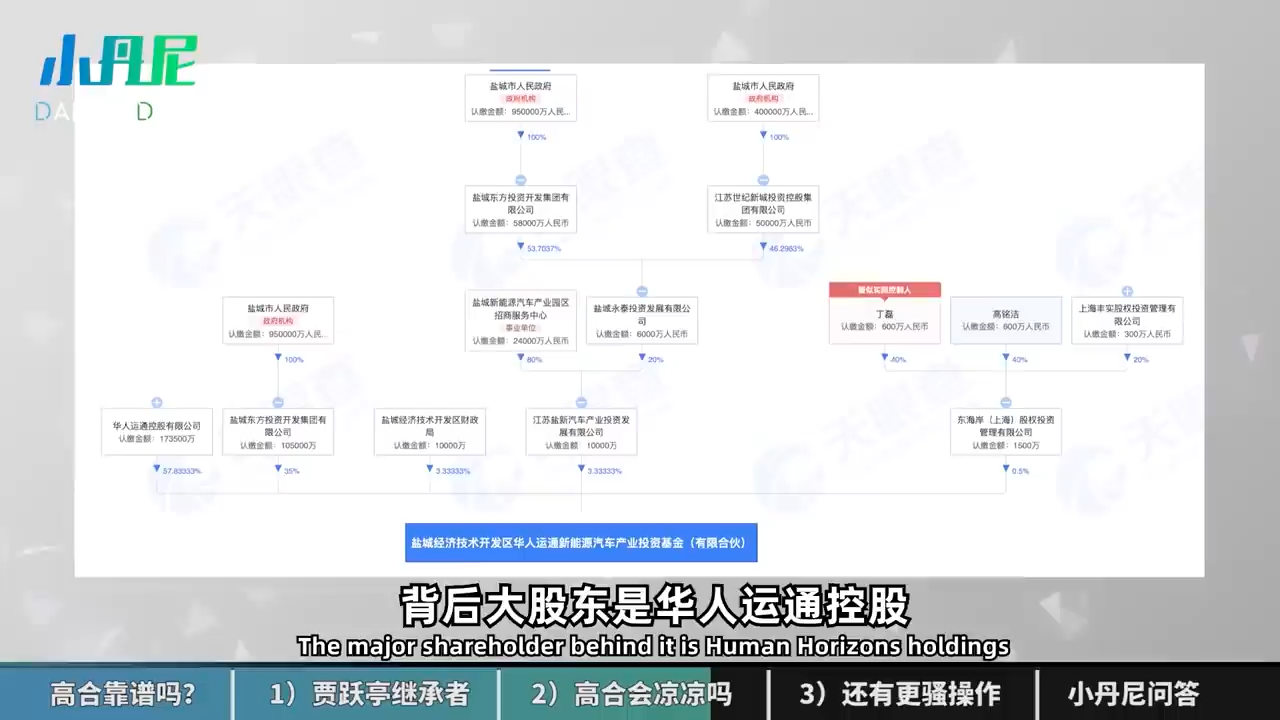 小丹尼
DA D
盐城市人民政府
政府机构
认缴金额：950000万人民...
100%
盐城市人民政府
政府机构
认缴金额：400000万人民...
100%
盐城东方投资开发集团有
限公司
认缴金额：58000万人民币
53.7037%
江苏世纪新城投资控股集
团有限公司
认缴金额：50000万人民币
46.2963%
盐城市人民政府
政府机构
认缴金额：950000万人民...
100%
盐城新能源汽车产业园区
招商服务中心
事业单位
认缴金额：24000万人民币
80%
盐城永泰投资发展有限公
司
认缴金额：6000万人民币
20%
疑似实际控制人
丁磊
认缴金额：600万人民币
40%
高铭洁
认缴金额：600万人民币
40%
上海丰实股权投资管理有
限公司
认缴金额：300万人民币
20%
华人运通控股有限公司
认缴金额：173500万
57.83333%
盐城东方投资开发集团有
限公司
认缴金额：105000万
35%
盐城经济技术开发区财政
局
认缴金额：10000万
3.33333%
江苏盐新汽车产业投资发
展有限公司
认缴金额：10000万
3.33333%
东海岸（上海）股权投资
管理有限公司
认缴金额：1500万
0.5%
盐城经济技术开发区华人运通新能源汽车产业投资基金（有限合伙）
背后大股东是华人运通控股
The major shareholder behind it is Human Horizons holdings
高合靠谱吗？
1）贾跃亭继承者
2）高合会凉凉吗
3）还有更骚操作
小丹尼问答